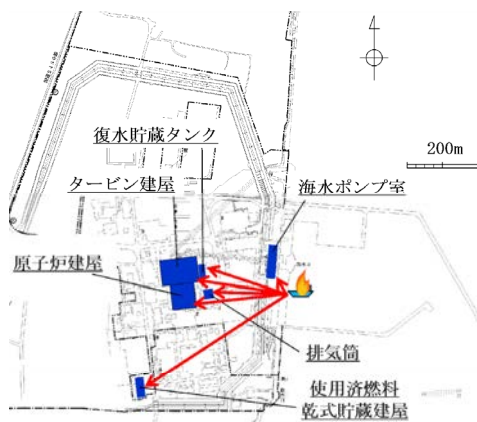 復水貯蔵タンク
200m
タービン建屋
海水ポンプ室
原子炉建屋
排気筒
使用済燃料
乾式貯蔵建屋